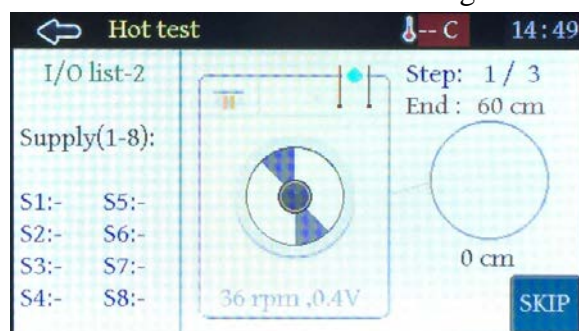 Hot test
-- C
14:49
I/O list-2
Supply(1-8):
S1:- S5:-
S2:- S6:-
S3:- S7:-
S4:- S8:-
36 rpm ,0.4V
Step: 1 / 3
End : 60 cm
0 cm
SKIP